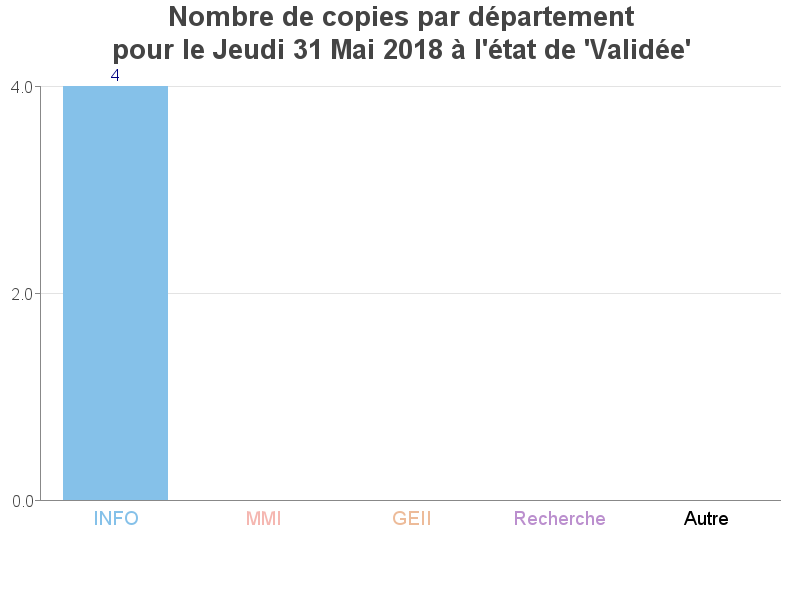 Nombre de copies par département
pour le Jeudi 31 Mai 2018 à l'état de 'Validée'
4
4.0
2.0
0.0
INFO MMI GEII Recherche Autre